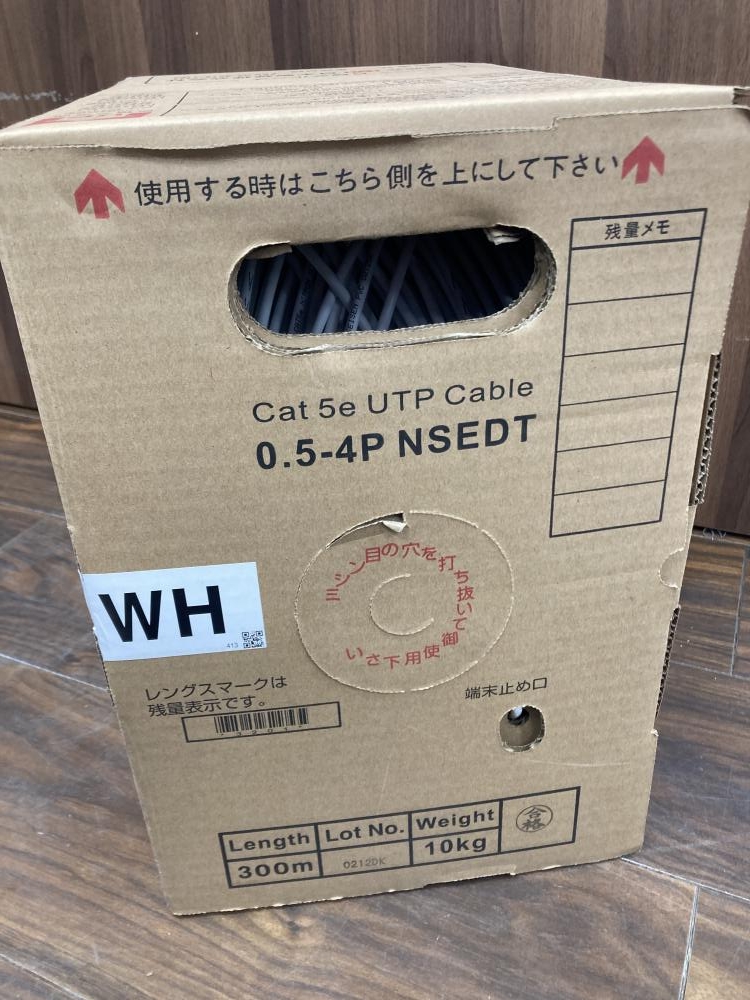 使用する時はこちら側を上にして下さい
残量メモ
Cat 5e UTP Cable
0.5-4P NSEDT
ミシン目の穴を打ち抜いて御使用下さい
WH
413
レングスマークは
残量表示です。
端末止め口
Length Lot No. Weight 合格
300m 0212DK 10kg